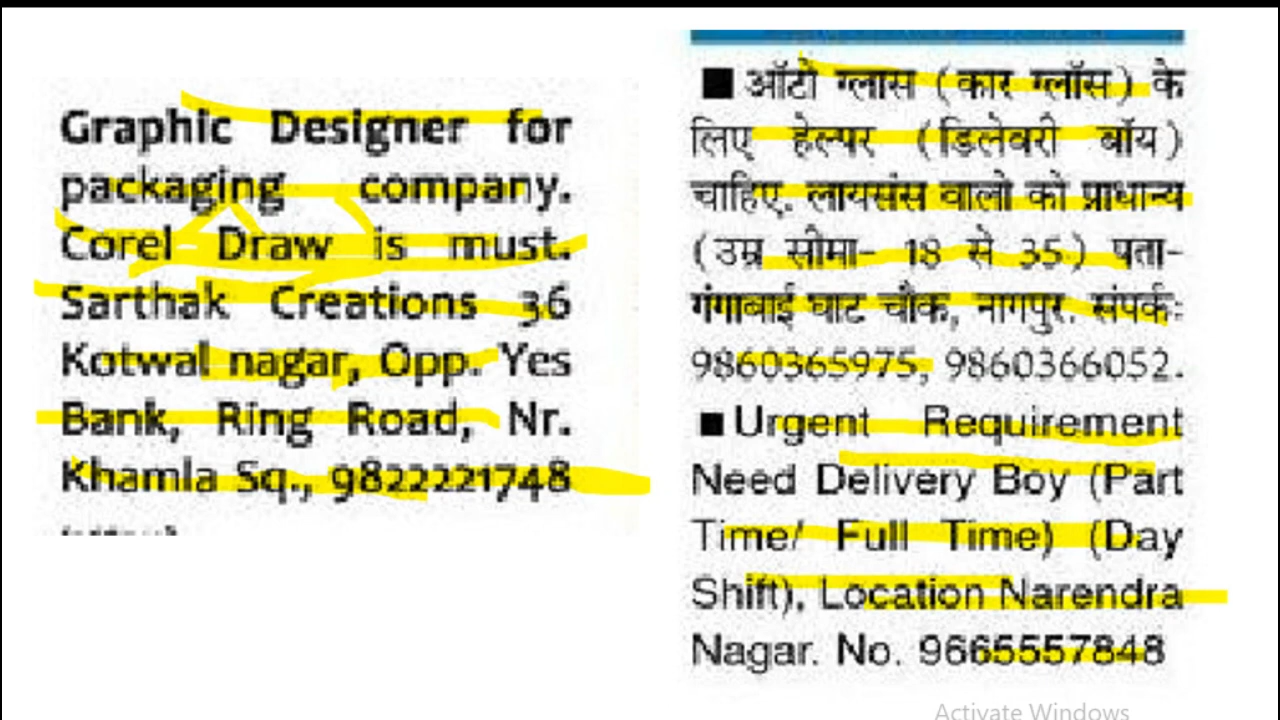 Graphic Designer for
packaging company.
Corel Draw is must.
Sarthak Creations 36
Kotwal nagar, Opp. Yes
Bank, Ring Road, Nr.
Khamla Sq., 9822221748
■ ऑटो ग्लास (कार ग्लॉस) के
लिए हेल्पर (डिलेवरी बॉय)
चाहिए. लायसंस वालो को प्राधान्य
(उम्र सीमा- 18 से 35) पता-
गंगाबाई घाट चौक, नागपुर. संपर्क:
9860365975, 9860366052.
■ Urgent Requirement
Need Delivery Boy (Part
Time/ Full Time) (Day
Shift), Location Narendra
Nagar. No. 9665557848
Activate Windows